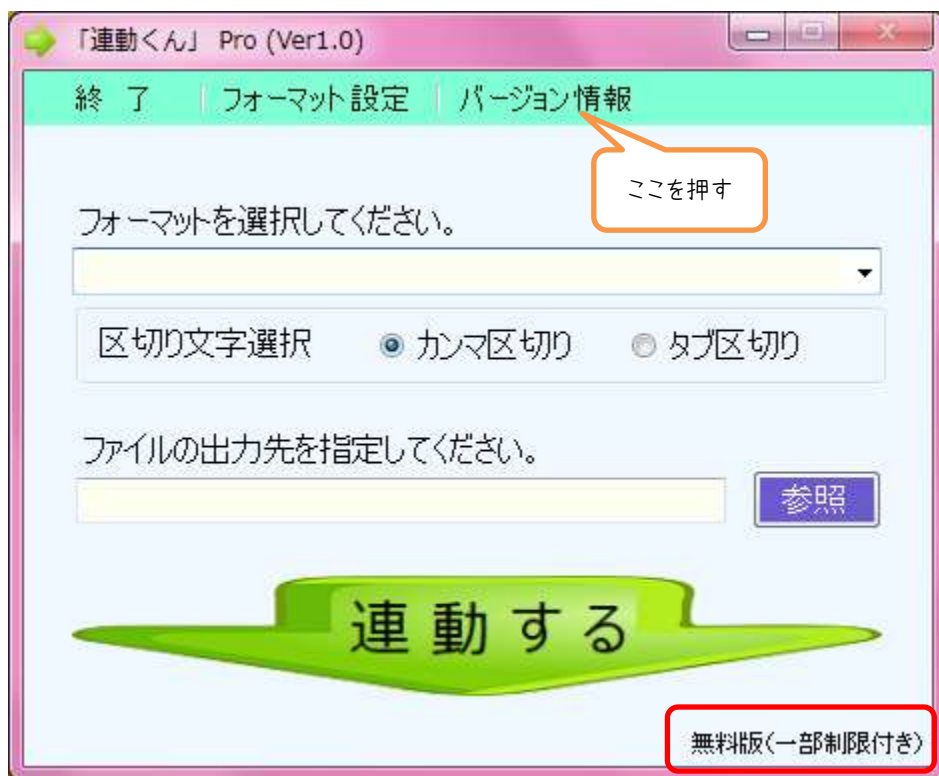 「連動くん」 Pro (Ver1.0)
終 了 フォーマット設定 バージョン情報
ここを押す
フォーマットを選択してください。
区切り文字選択 カンマ区切り タブ区切り
ファイルの出力先を指定してください。
参照
連動する
無料版(一部制限付き)